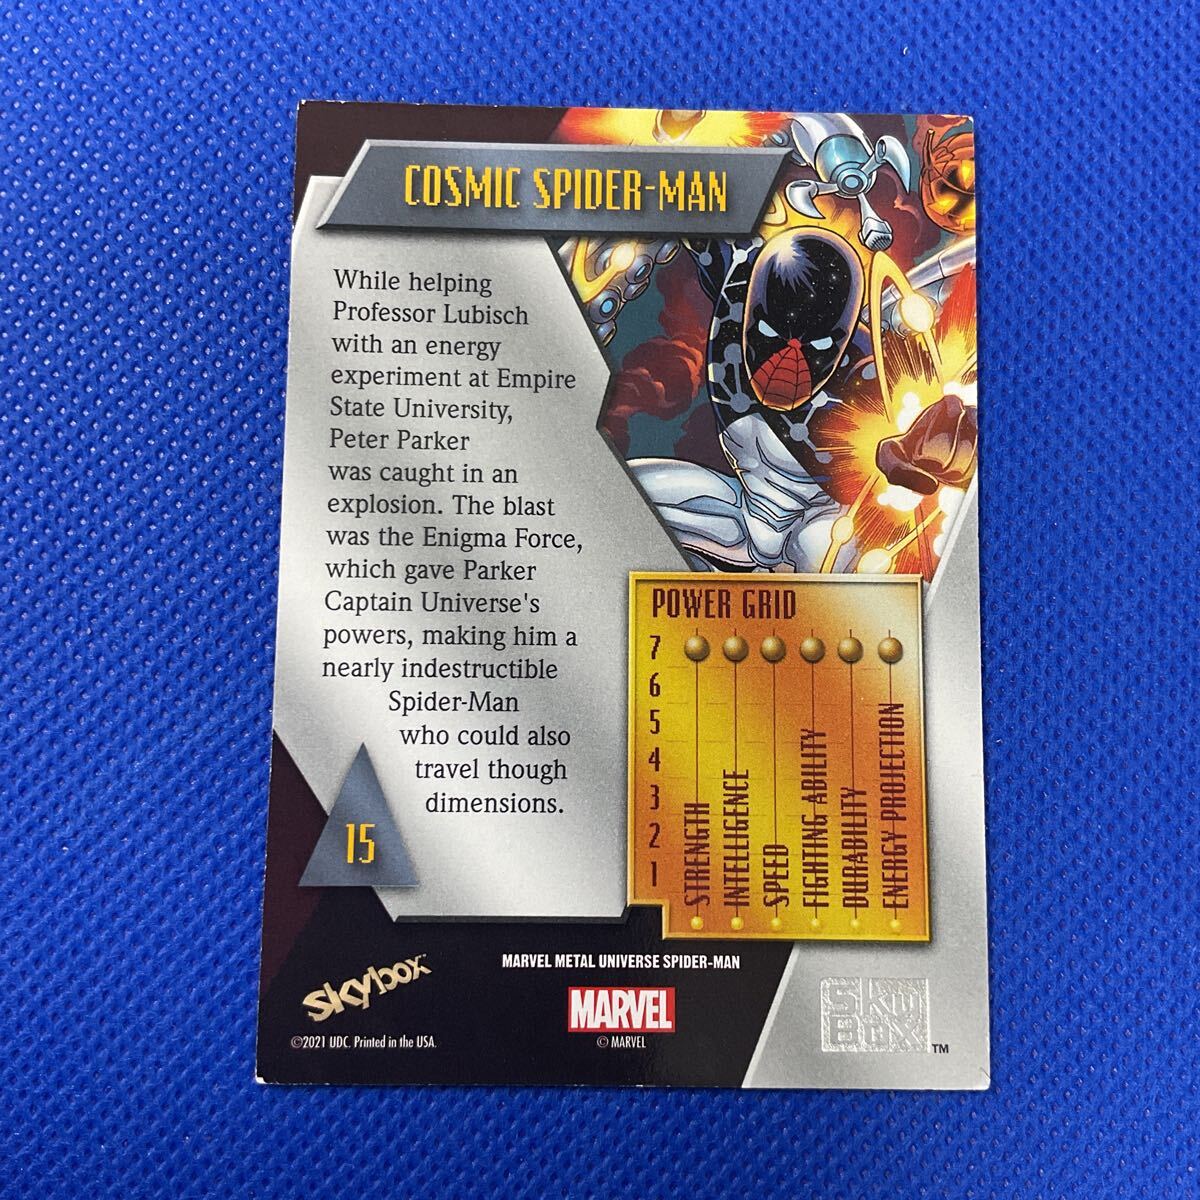 COSMIC SPIDER-MAN
While helping
Professor Lubisch
with an energy
experiment at Empire
State University,
Peter Parker
was caught in an
explosion. The blast
was the Enigma Force,
which gave Parker
Captain Universe's
powers, making him a
nearly indestructible
Spider-Man
who could also
travel though
dimensions.
15
POWER GRID
7
6
5
4
3
2
1
STRENGTH
INTELLIGENCE
SPEED
FIGHTING ABILITY
DURABILITY
ENERGY PROJECTION
MARVEL METAL UNIVERSE SPIDER-MAN
skybox™
MARVEL
© MARVEL
©2021 UDC. Printed in the USA.
SKY
BOX
TM